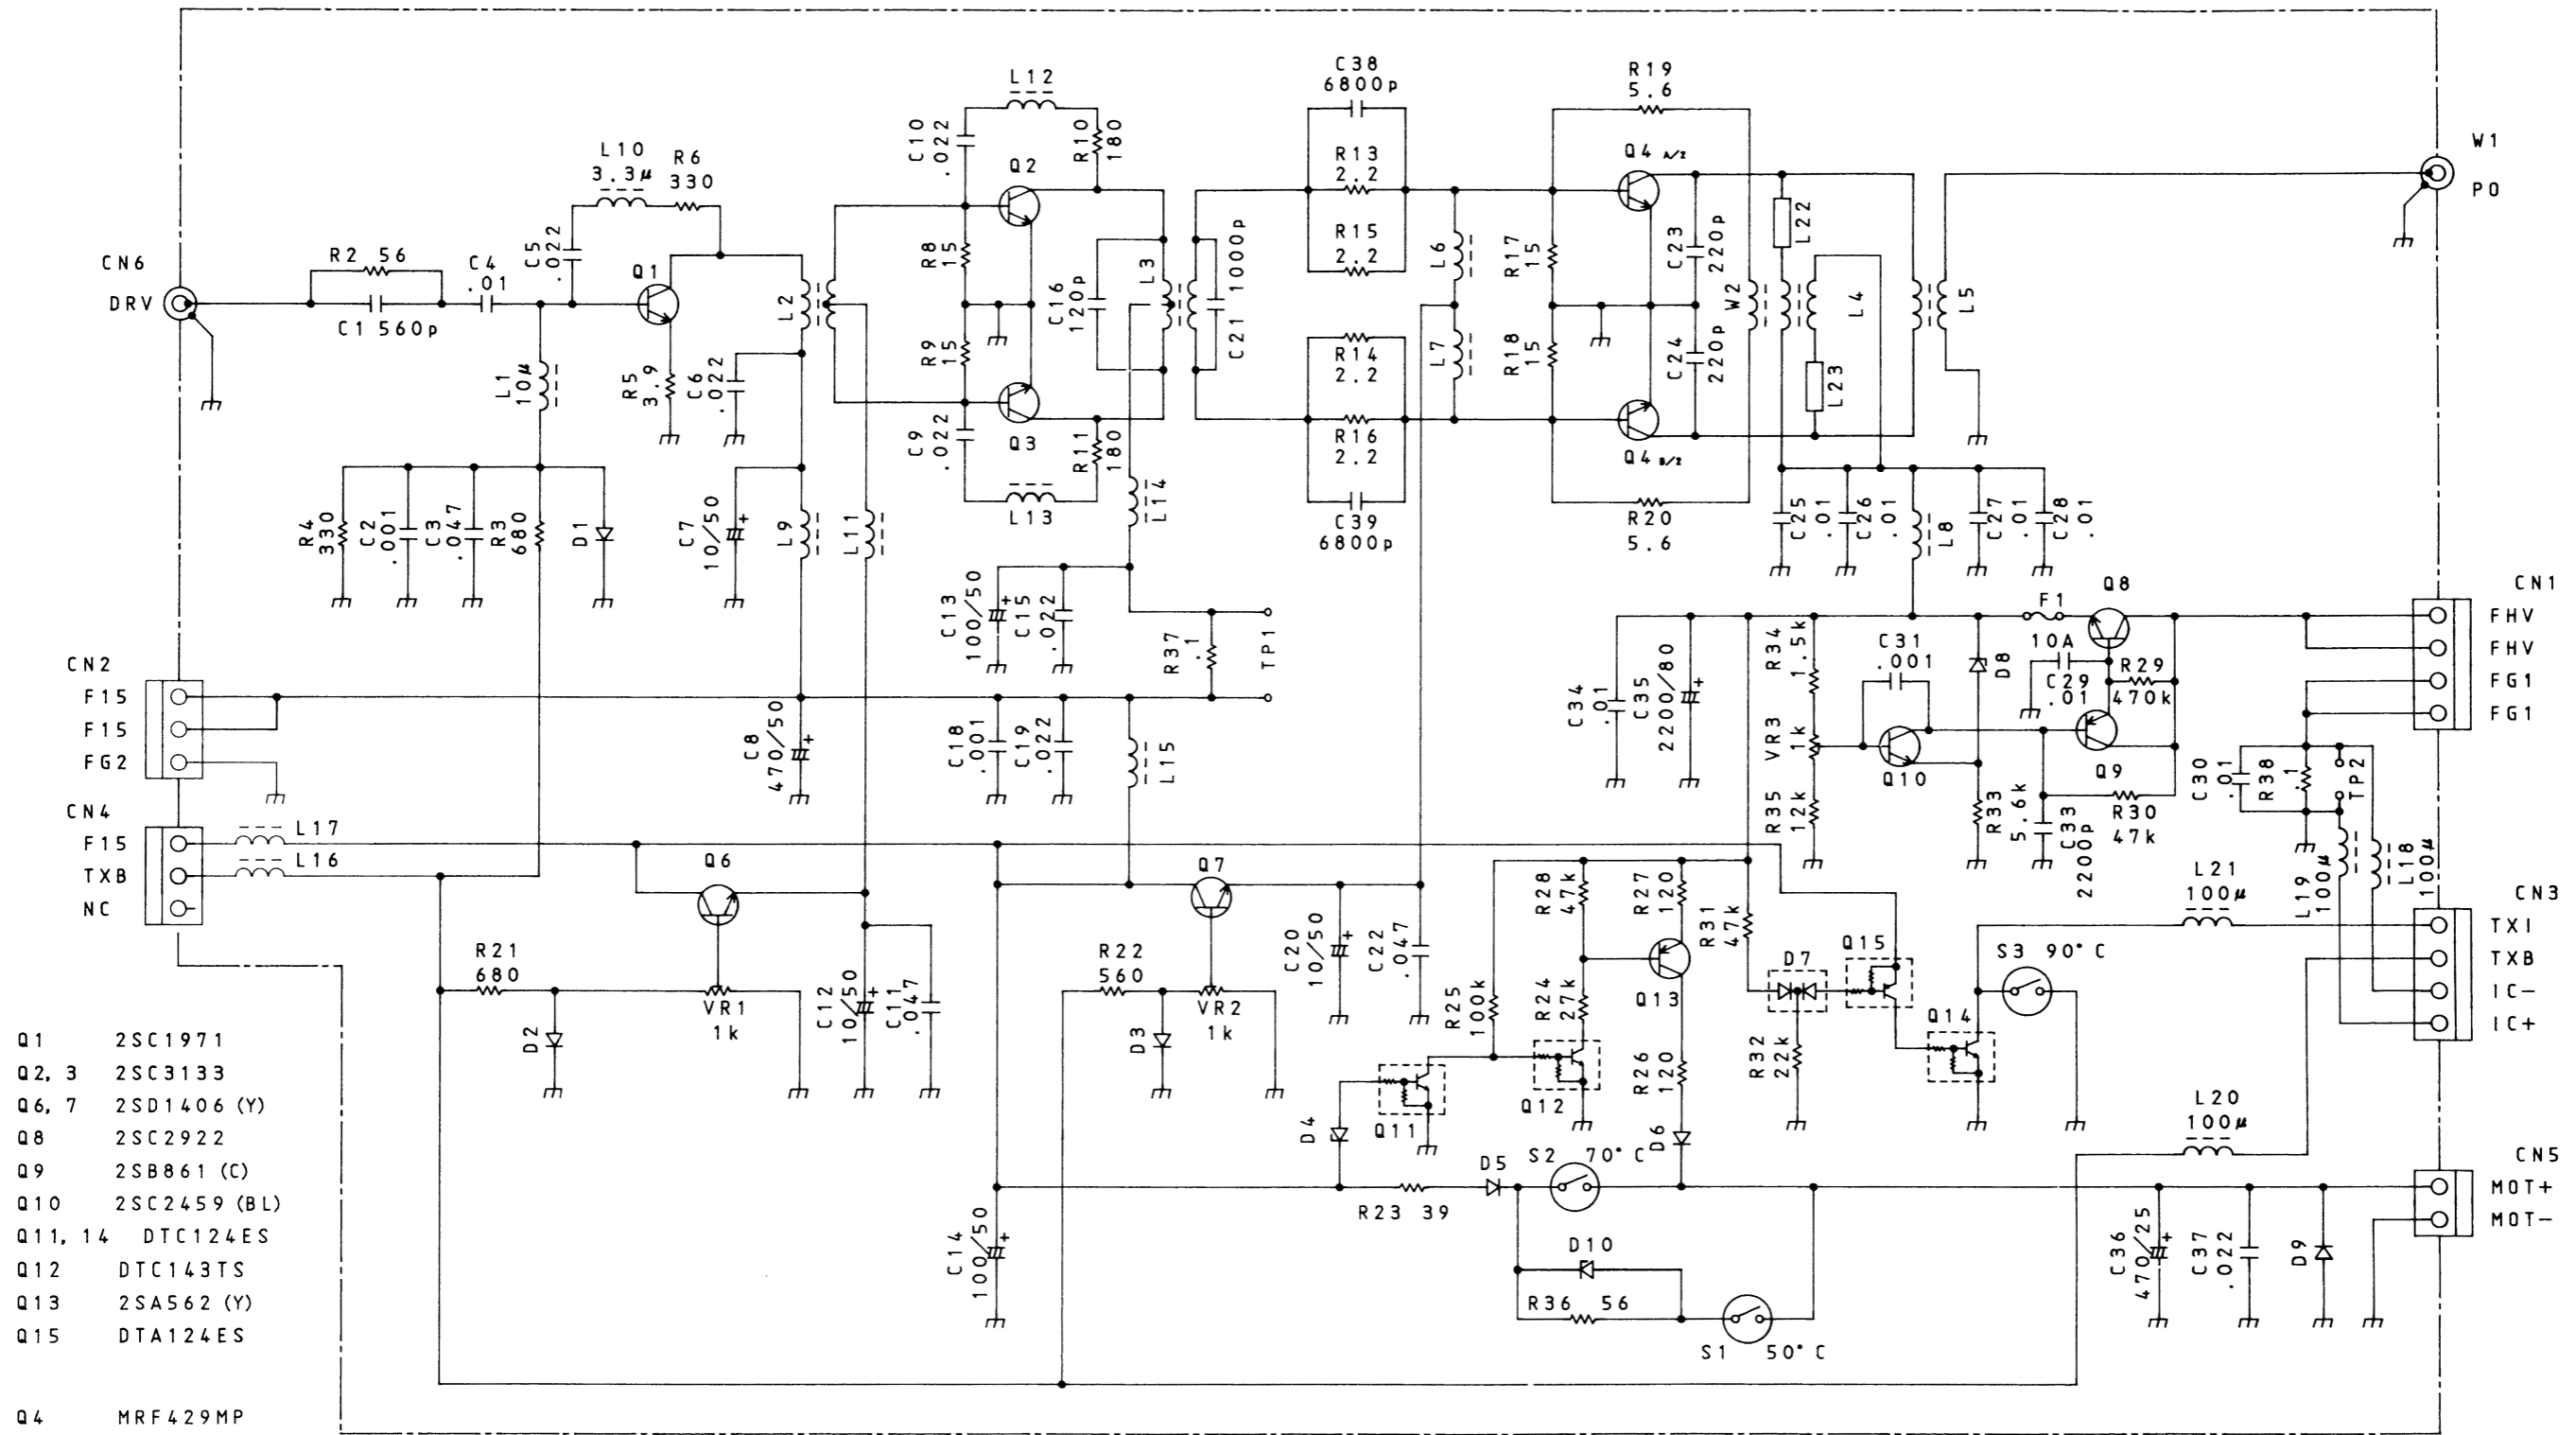 L12
C38
6800p
R19
5.6
C10
.022
R10
180
W1
PO
L10
3.3μ
R6
330
Q2
R13
2.2
Q4 A/2
C5
.022
L22
CN6
DRV
R2 56
C4
.01
Q1
R8
15
L3
C21 1000p
R15
2.2
L6
R17
15
C23
220p
C1 560p
L2
C16
120p
W2
L4
L5
L1
10μ
R5
3.9
C6
.022
R9
15
R14
2.2
L7
R18
15
C24
220p
L23
Q3
C9
.022
R11
180
R16
2.2
Q4 B/2
R4
330
C2
.001
C3
.047
R3
680
D1
C7
10/50
L9
L11
L13
L14
C39
6800p
R20
5.6
C25
.01
C26
.01
L8
C27
.01
C28
.01
C13
100/50
C15
.022
R37
.1
TP1
Q8
F1
10A
CN1
FHV
FHV
FG1
FG1
CN2
F15
F15
FG2
C34
.01
C35
2200/80
R34
1.5k
C31
.001
D8
C29
.01
R29
470k
C8
470/50
C18
.001
C19
.022
L15
VR3
1k
Q10
Q9
C30
.01
R38
.1
TP2
CN4
F15
TXB
NC
L17
L16
R35
12k
R33
5.6k
C33
2200p
R30
47k
Q6
Q7
R28
47k
R27
120
L21
100μ
L19
100μ
L18
100μ
CN3
TXI
TXB
IC-
IC+
R21
680
VR1
1k
C12
10/50
C11
.047
R22
560
VR2
1k
C20
10/50
C22
.047
R25
100k
R24
27k
Q13
R31
47k
D7
Q15
S3 90°C
D2
D3
Q14
R32
22k
R26
120
Q12
Q11
D4
D6
L20
100μ
D5
S2 70°C
R23 39
CN5
MOT+
MOT-
C14
100/50
D10
R36 56
S1 50°C
C36
470/25
C37
.022
D9
Q1 2SC1971
Q2, 3 2SC3133
Q6, 7 2SD1406 (Y)
Q8 2SC2922
Q9 2SB861 (C)
Q10 2SC2459 (BL)
Q11, 14 DTC124ES
Q12 DTC143TS
Q13 2SA562 (Y)
Q15 DTA124ES
Q4 MRF429MP